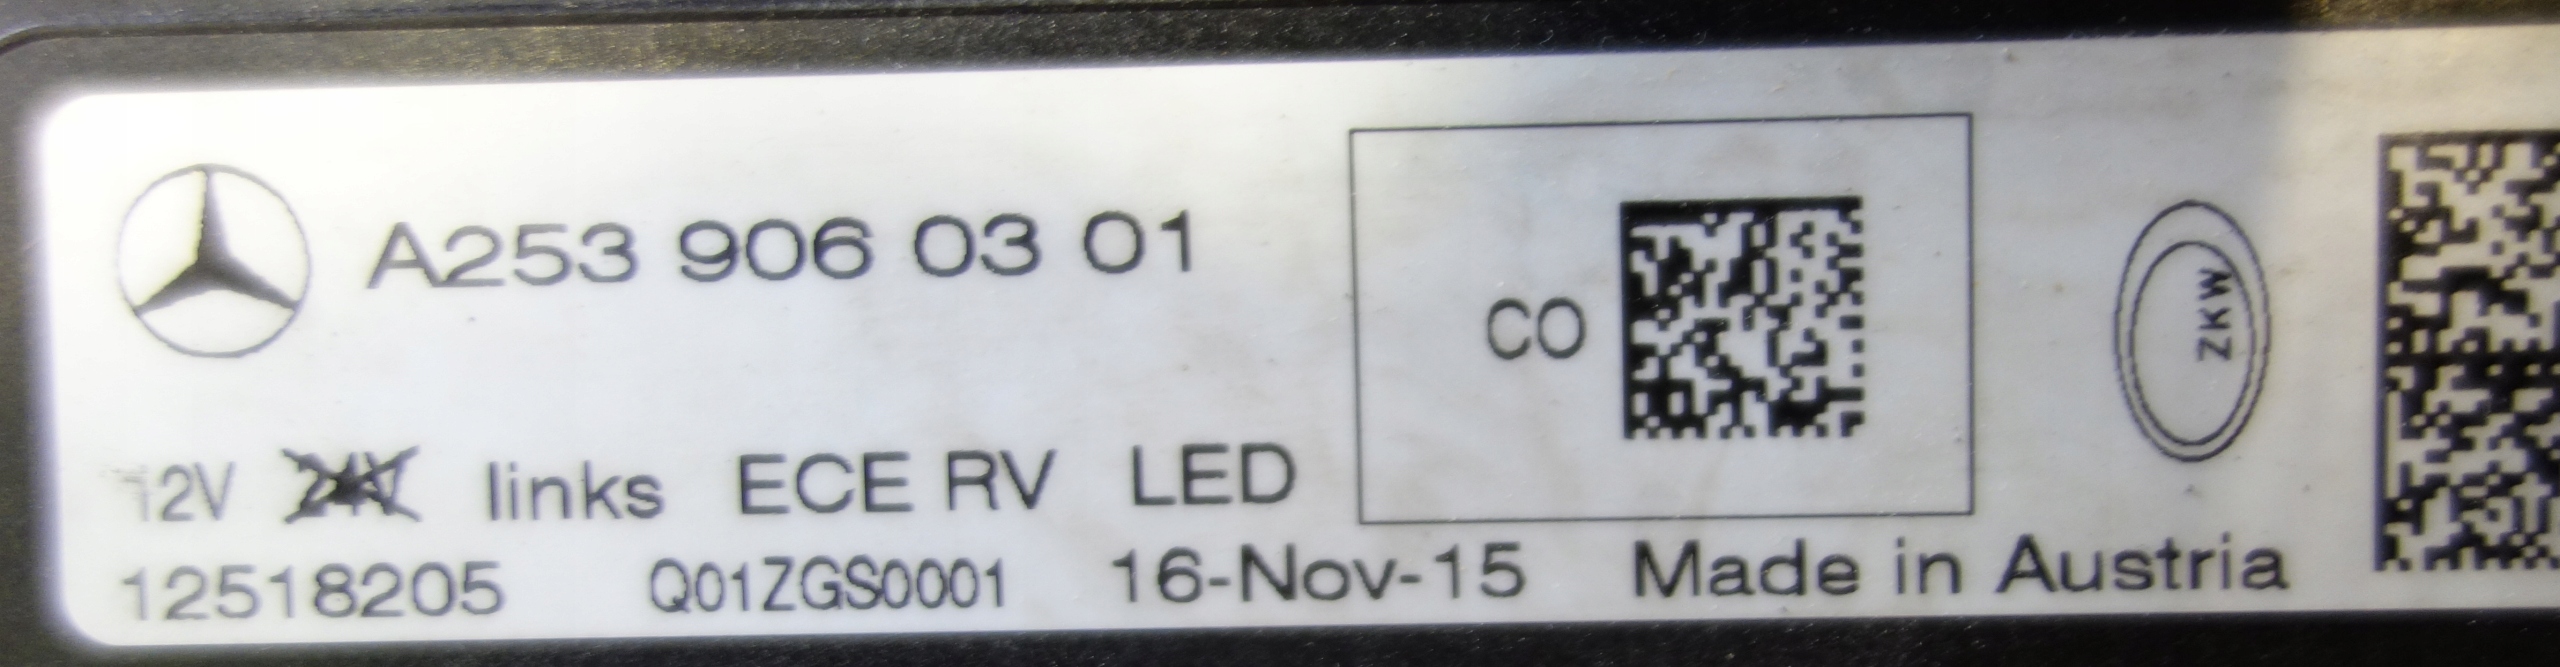 A253 906 03 01
CO
ZKW
12V 24V links ECE RV LED
12518205 Q01ZGS0001 16-Nov-15 Made in Austria